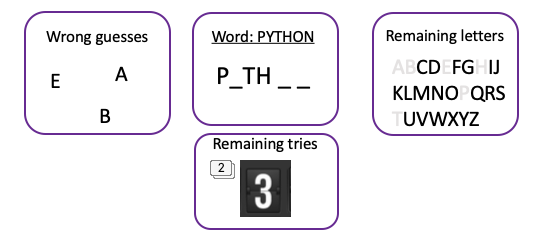 Wrong guesses
E
A
B
Word: PYTHON
P_TH _ _
Remaining letters
ABCDEFGHIJ
KLMNOPQRS
TUVWXYZ
Remaining tries
2
3